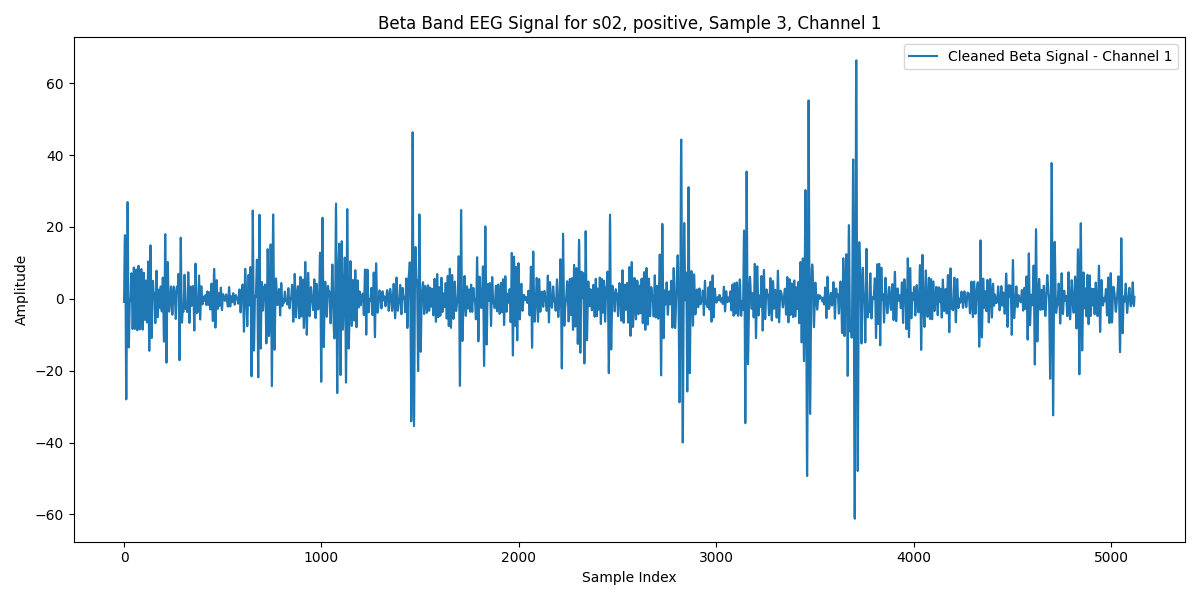 Beta Band EEG Signal for s02, positive, Sample 3, Channel 1
Cleaned Beta Signal - Channel 1
Amplitude
60
40
20
0
−20
−40
−60
0 1000 2000 3000 4000 5000
Sample Index